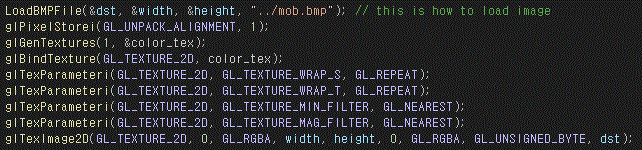 LoadBMPFile(&dst, &width, &height, "../mob.bmp"); // this is how to load image
glPixelStorei(GL_UNPACK_ALIGNMENT, 1);
glGenTextures(1, &color_tex);
glBindTexture(GL_TEXTURE_2D, color_tex);
glTexParameteri(GL_TEXTURE_2D, GL_TEXTURE_WRAP_S, GL_REPEAT);
glTexParameteri(GL_TEXTURE_2D, GL_TEXTURE_WRAP_T, GL_REPEAT);
glTexParameteri(GL_TEXTURE_2D, GL_TEXTURE_MIN_FILTER, GL_NEAREST);
glTexParameteri(GL_TEXTURE_2D, GL_TEXTURE_MAG_FILTER, GL_NEAREST);
glTexImage2D(GL_TEXTURE_2D, 0, GL_RGBA, width, height, 0, GL_RGBA, GL_UNSIGNED_BYTE, dst);